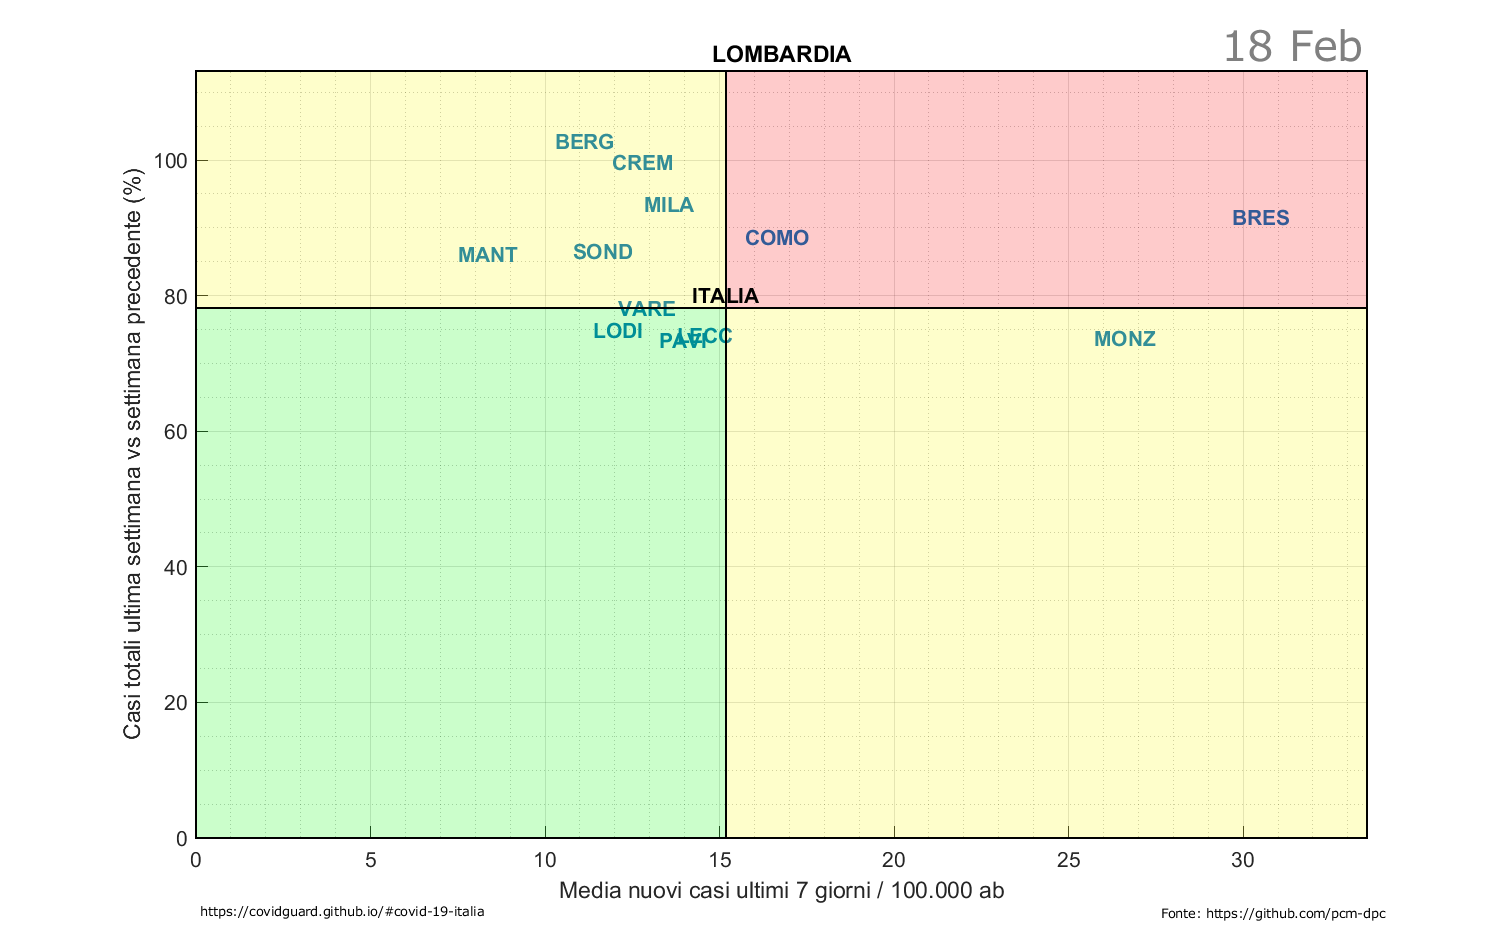 18 Feb
LOMBARDIA
BERG
CREM
MILA
COMO
BRES
MANT
SOND
ITALIA
VARE
LODI
PAVI
LECC
MONZ
100
80
60
40
20
0
0 5 10 15 20 25 30
Casi totali ultima settimana vs settimana precedente (%)
Media nuovi casi ultimi 7 giorni / 100.000 ab
https://covidguard.github.io/#covid-19-italia
Fonte: https://github.com/pcm-dpc